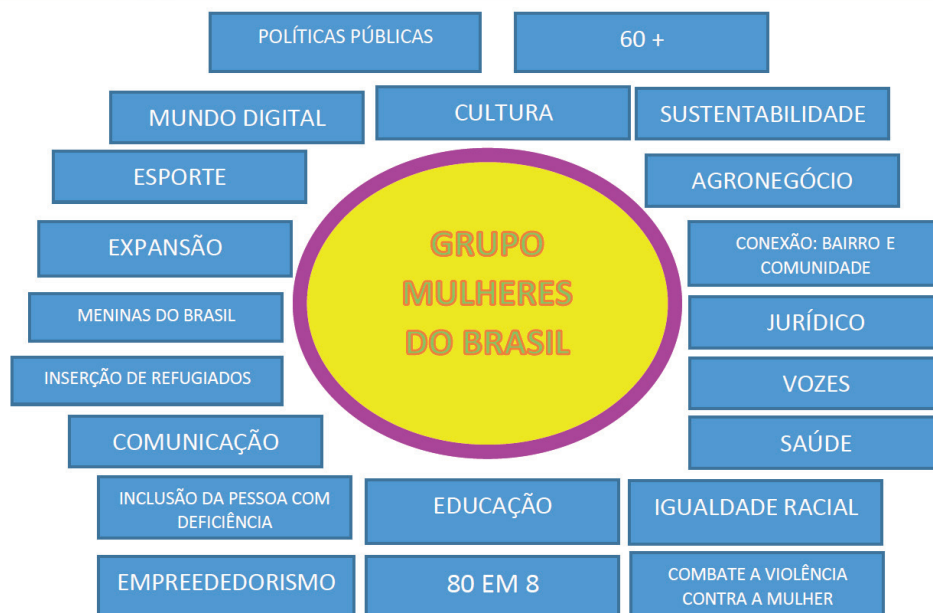 POLÍTICAS PÚBLICAS
60 +
MUNDO DIGITAL
CULTURA
SUSTENTABILIDADE
ESPORTE
AGRONEGÓCIO
EXPANSÃO
GRUPO
MULHERES
DO BRASIL
CONEXÃO: BAIRRO E
COMUNIDADE
MENINAS DO BRASIL
JURÍDICO
INSERÇÃO DE REFUGIADOS
VOZES
COMUNICAÇÃO
SAÚDE
INCLUSÃO DA PESSOA COM
DEFICIÊNCIA
EDUCAÇÃO
IGUALDADE RACIAL
EMPREEDEDORISMO
80 EM 8
COMBATE A VIOLÊNCIA
CONTRA A MULHER